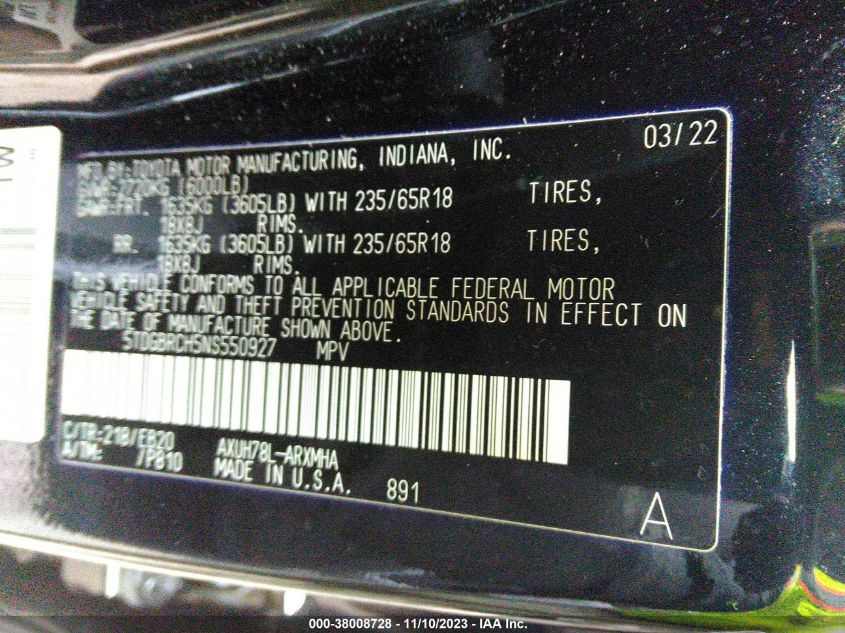 MFD.BY:TOYOTA MOTOR MANUFACTURING, INDIANA, INC. 03/22
GVWR:2720KG (6000LB)
GAWR:FRT. 1635KG (3605LB) WITH 235/65R18 TIRES,
18X8J RIMS.
RR. 1635KG (3605LB) WITH 235/65R18 TIRES,
18X8J RIMS.
THIS VEHICLE CONFORMS TO ALL APPLICABLE FEDERAL MOTOR
VEHICLE SAFETY AND THEFT PREVENTION STANDARDS IN EFFECT ON
THE DATE OF MANUFACTURE SHOWN ABOVE.
5TDGBRCH5NS550927 MPV
C/TR:218/EB20 AXUH78L-ARXMHA
A/TM: /P810 MADE IN U.S.A. 891
A
000-38008728 — 11/10/2023 — IAA Inc.